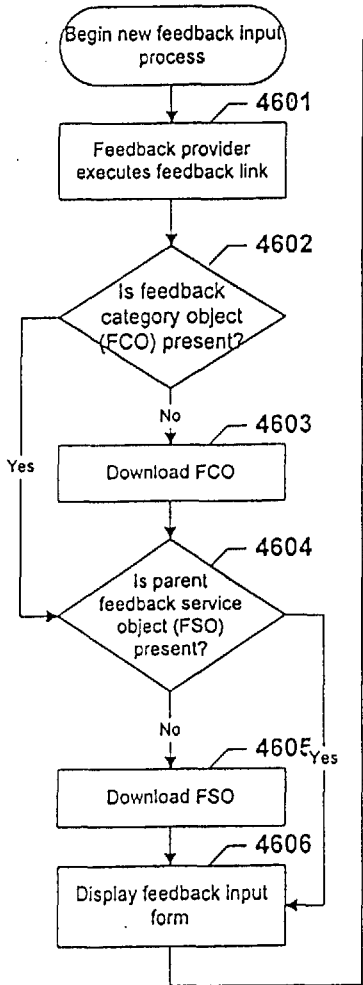 Begin new feedback input
process
4601
Feedback provider
executes feedback link
4602
Is feedback
category object
(FCO) present?
No
4603
Download FCO
Yes
4604
Is parent
feedback service
object (FSO)
present?
No
4605
Yes
Download FSO
4606
Display feedback input
form